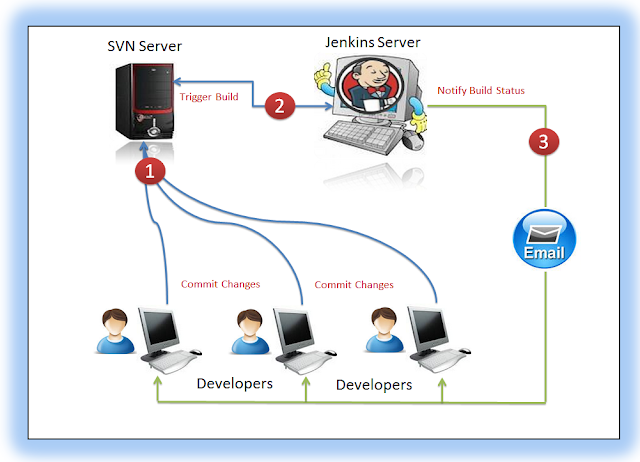 SVN Server
Jenkins Server
Trigger Build
2
Notify Build Status
3
1
Email
Commit Changes
Commit Changes
Developers
Developers